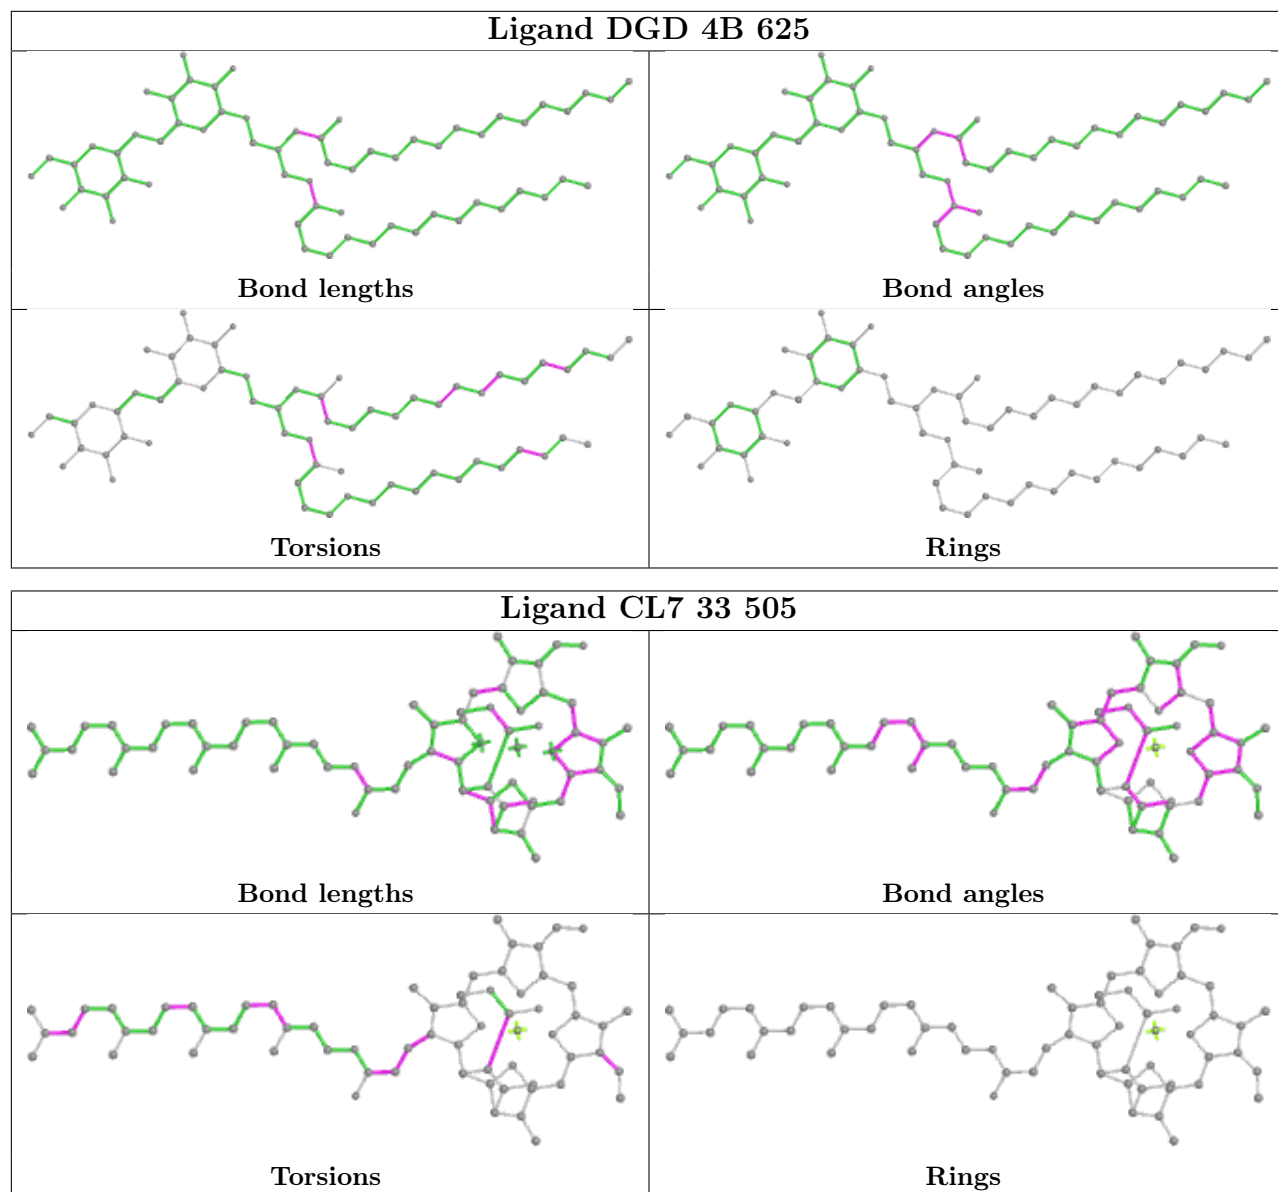 Ligand DGD 4B 625
Bond lengths
Bond angles
Torsions
Rings
Ligand CL7 33 505
Bond lengths
Bond angles
Torsions
Rings